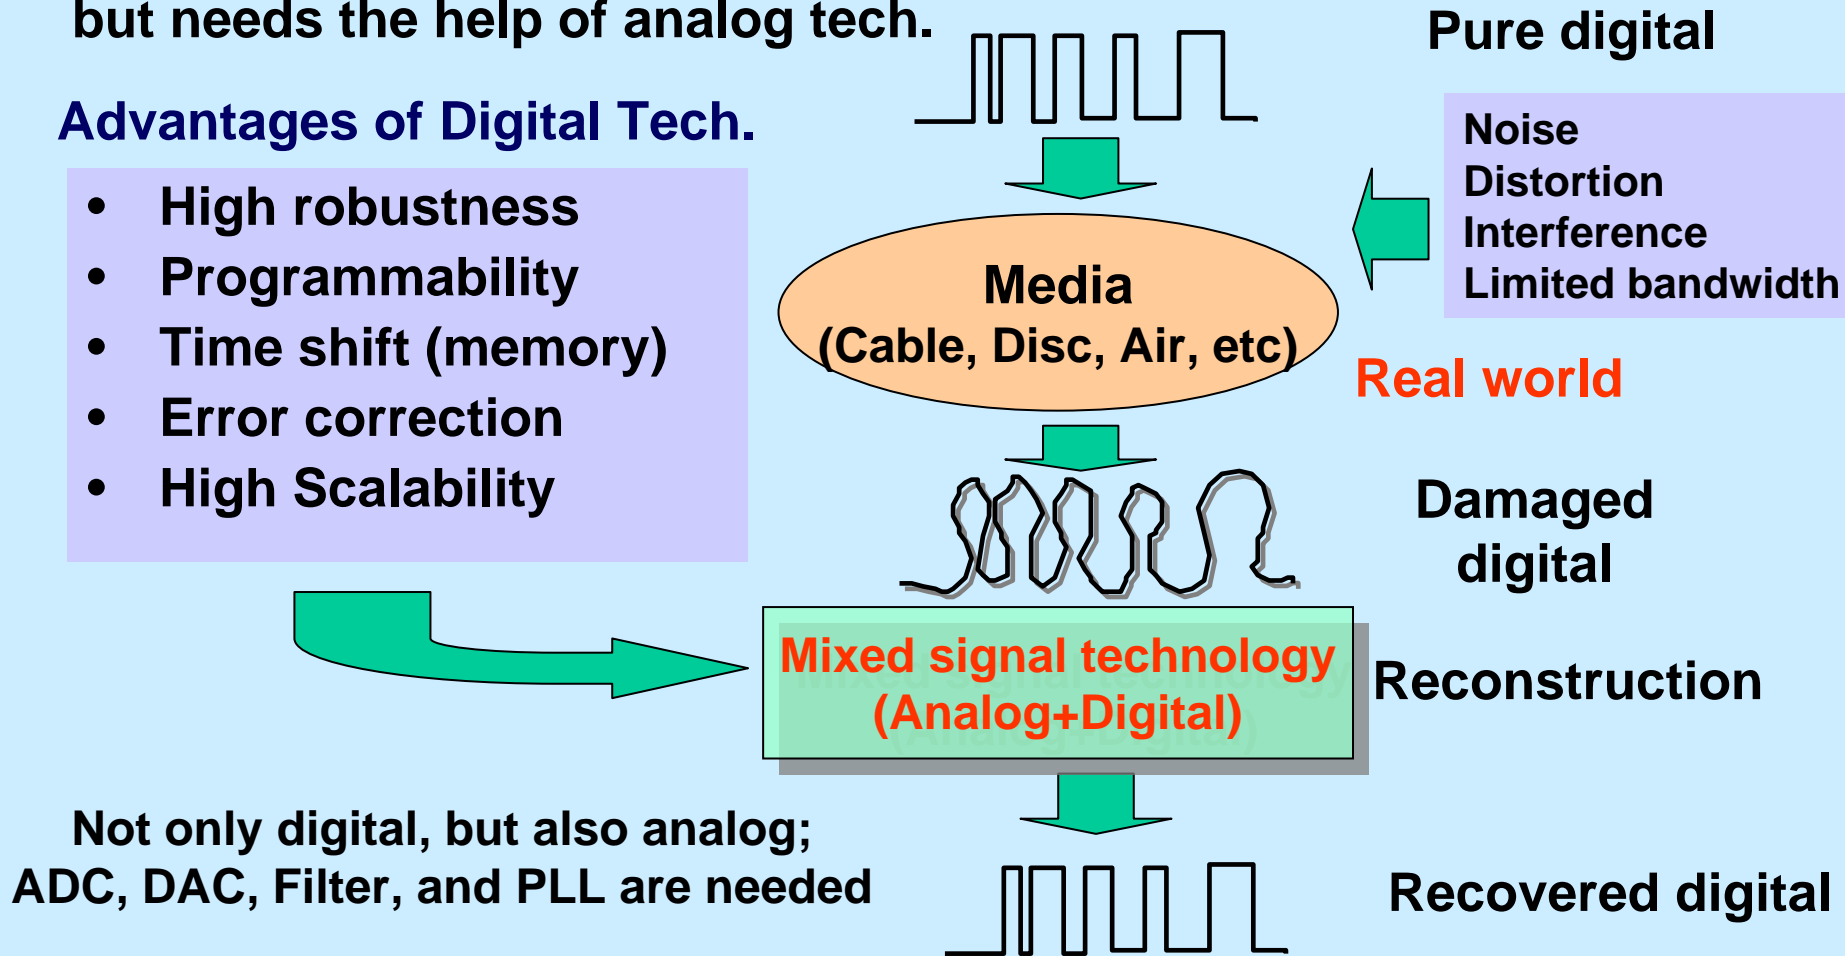 but needs the help of analog tech.
Pure digital
Advantages of Digital Tech.
• High robustness
• Programmability
• Time shift (memory)
• Error correction
• High Scalability
Noise
Distortion
Interference
Limited bandwidth
Media
(Cable, Disc, Air, etc)
Real world
Damaged
digital
Mixed signal technology
(Analog+Digital)
Reconstruction
Not only digital, but also analog;
ADC, DAC, Filter, and PLL are needed
Recovered digital